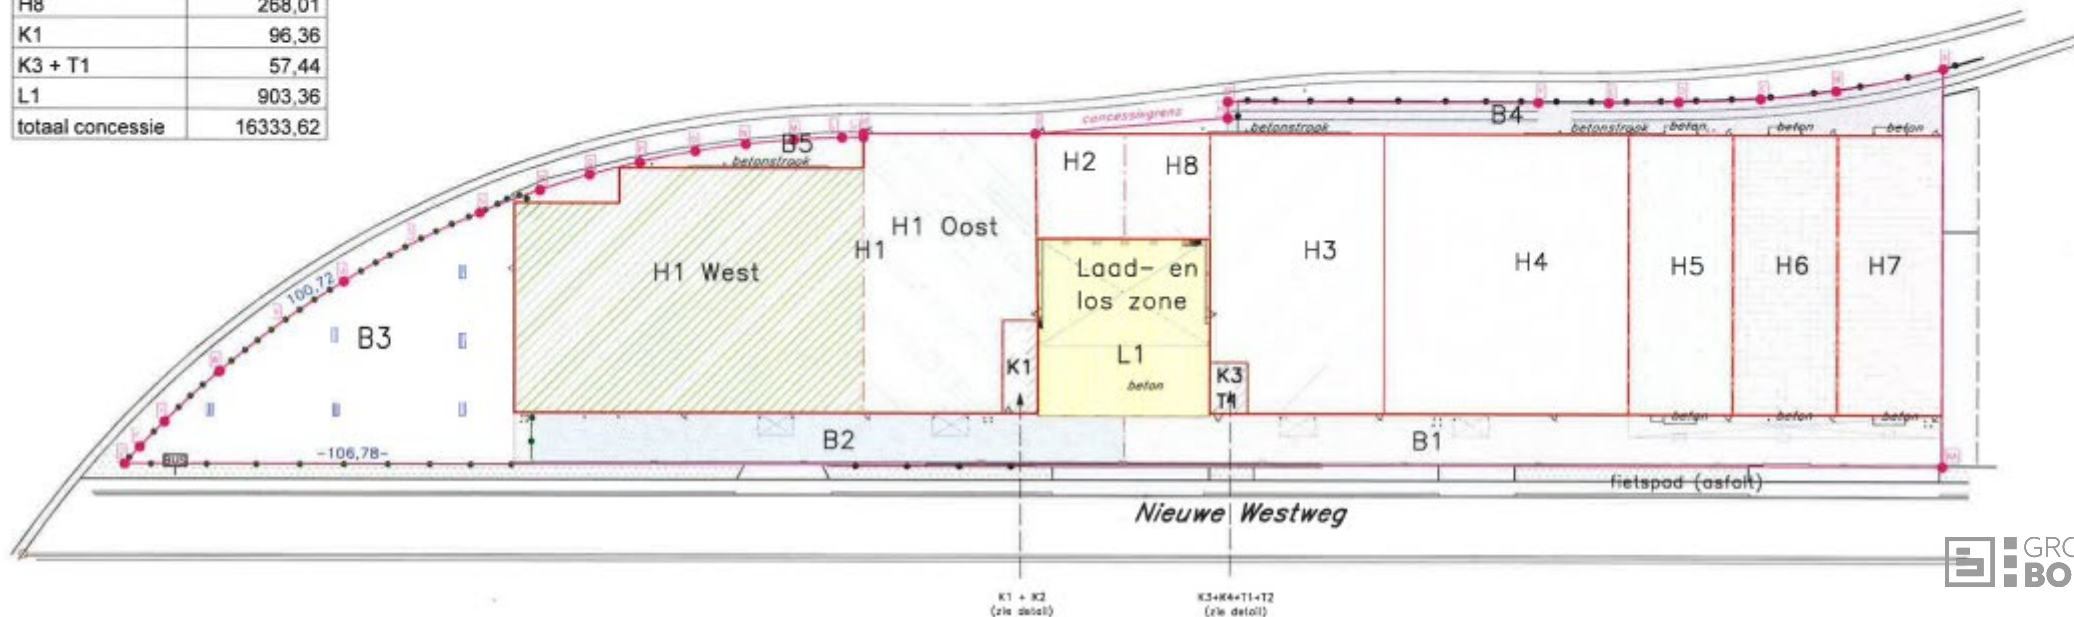 H8 268,01
K1 96,36
K3 + T1 57,44
L1 903,36
totaal concessie 16333,62
concessiegrens
B4
betonstrook
betonstrook
beton
beton
beton
B5
betonstrook
H2
H8
H1 Oost
H1
H1 West
H3
H4
H5
H6
H7
Laad- en
los zone
100,72
B3
K1
L1
beton
K3
T1
beton
beton
beton
B2
B1
-106,78-
BUS
fietspad (asfalt)
Nieuwe Westweg
K1 + K2
(zie detail)
K3+K4+T1+T2
(zie detail)
GRO
BO